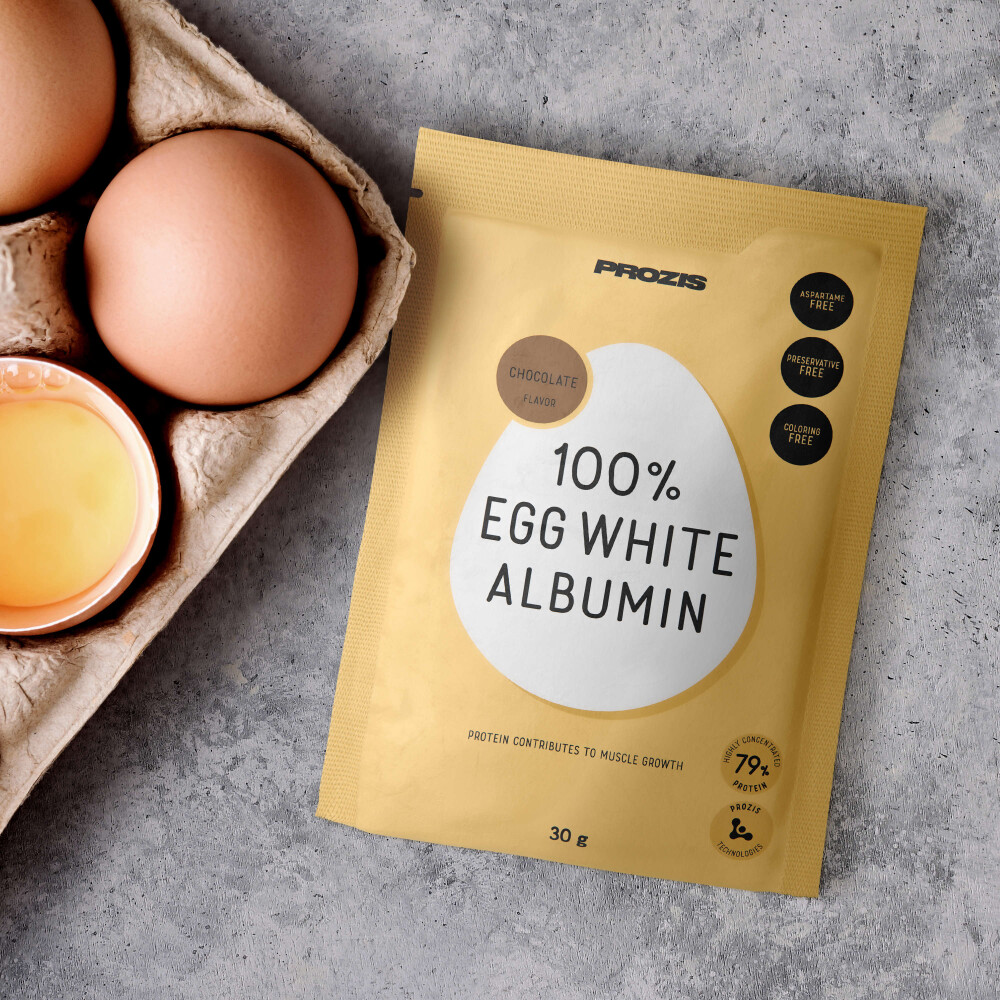 PROZIS
ASPARTAME
FREE
PRESERVATIVE
FREE
COLORING
FREE
CHOCOLATE
FLAVOR
100%
EGG WHITE
ALBUMIN
PROTEIN CONTRIBUTES TO MUSCLE GROWTH
HIGHLY CONCENTRATED
79%
PROTEIN
PROZIS
TECHNOLOGIES
30 g